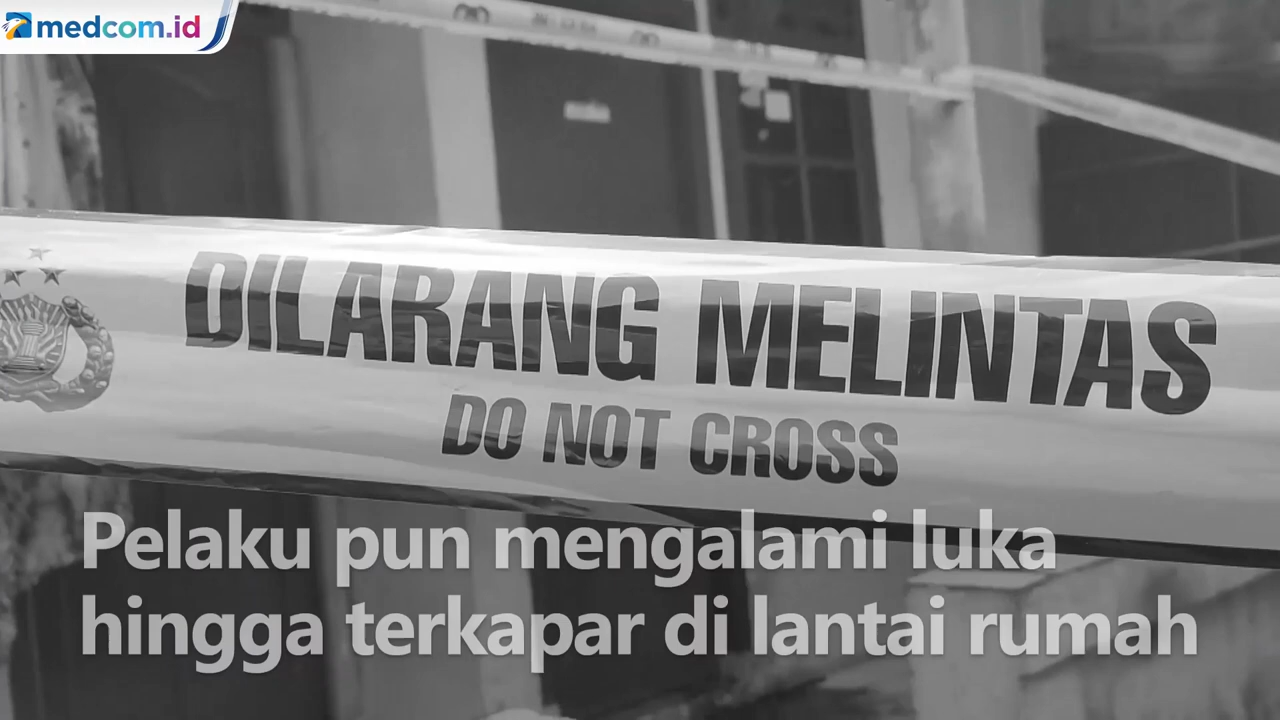 medcom.id
DILARANG MELINTAS
DO NOT CROSS
Pelaku pun mengalami luka
hingga terkapar di lantai rumah